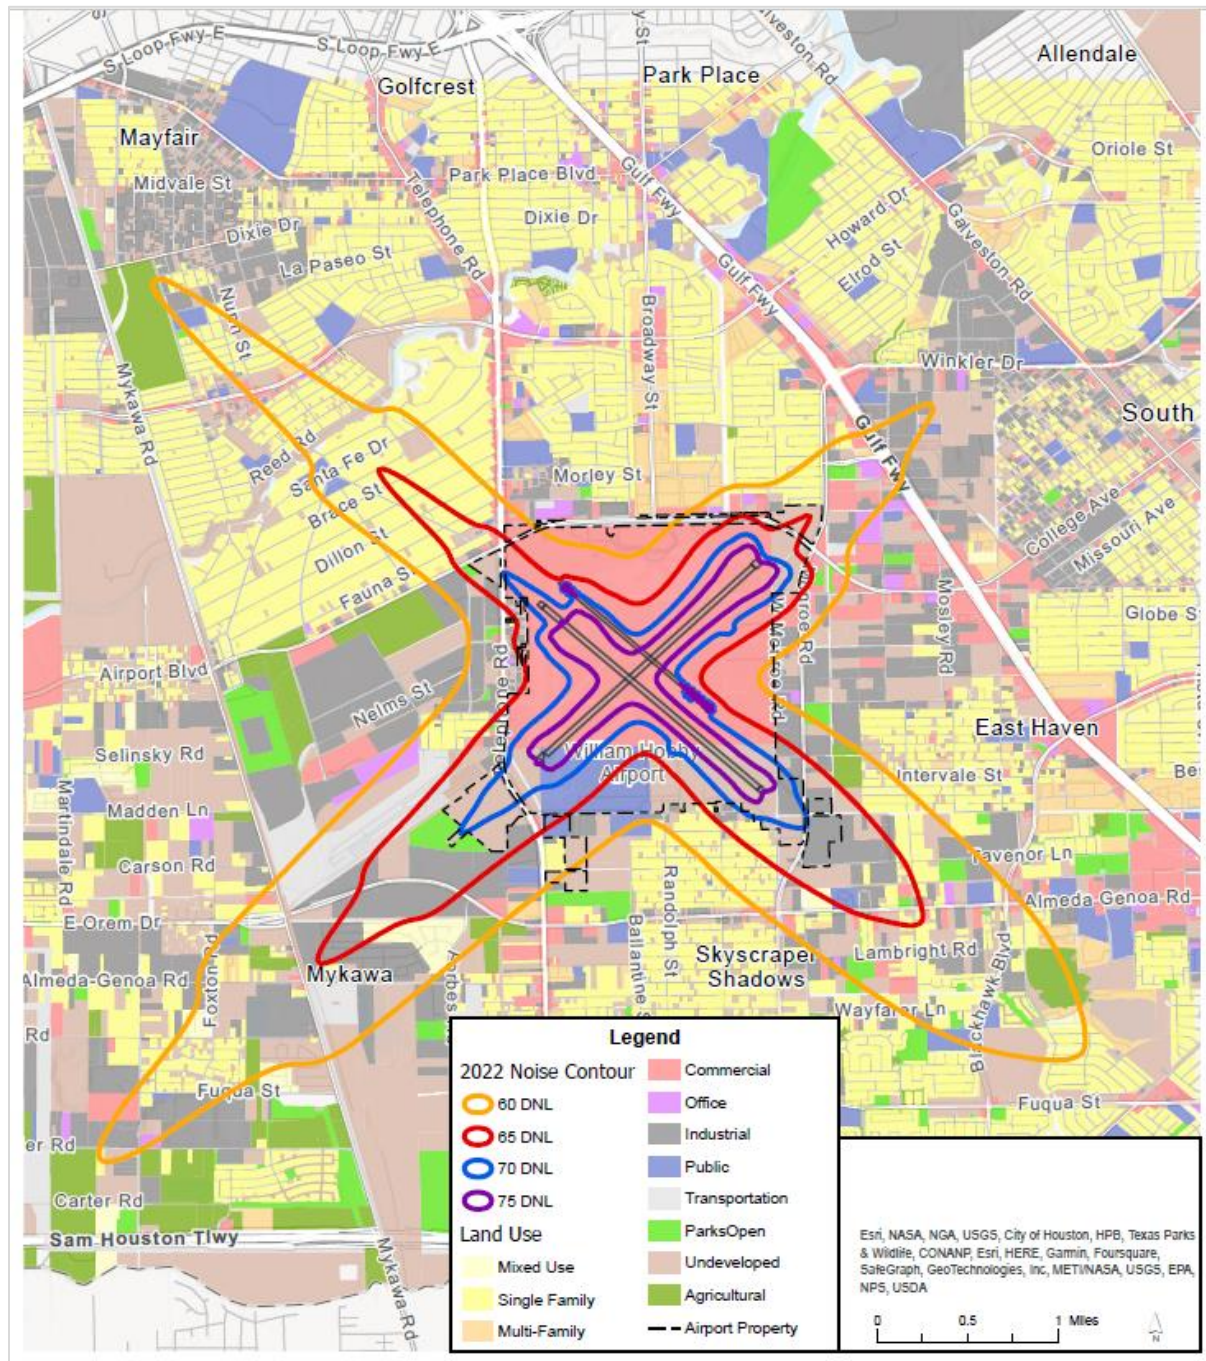 S Loop Fwy E
S Loop Fwy E
Golfcrest
Park Place
Galveston Rd
Allendale
Mayfair
Midvale St
Park Place Blvd
Oriole St
Dixie Dr
Dixie Dr
Telephone Rd
Gulf Fwy
Howard Dr
La Paseo St
Gulf Fwy
Elrod St
Galveston Rd
Nunn St
Broadway St
Mykawa Rd
Winkler Dr
South
Reed Rd
Santa Fe Dr
Morley St
Gulf Fwy
Brace St
College Ave
Missouri Ave
Dillon St
Fauna S
Mosley Rd
Globe S
Airport Blvd
Nelms St
Selinsky Rd
East Haven
William Hobby
Airport
Intervale St
Be
Martindale Rd
Madden Ln
Carson Rd
Tavenor Ln
Randolph St
Almeda Genoa Rd
E Orem Dr
Ballantine S
Skyscraper
Shadows
Lambright Rd
Almeda-Genoa Rd
Mykawa
Wayfarer Ln
Blackhawk Blvd
Rd
Fuqua St
Fuqua St
er Rd
Carter Rd
Sam Houston Tlwy
Mykawa Rd
Legend
2022 Noise Contour
60 DNL
65 DNL
70 DNL
75 DNL
Land Use
Mixed Use
Single Family
Multi-Family
Commercial
Office
Industrial
Public
Transportation
ParksOpen
Undeveloped
Agricultural
Airport Property
Esri, NASA, NGA, USGS, City of Houston, HPB, Texas Parks
& Wildlife, CONANP, Esri, HERE, Garmin, Foursquare,
SafeGraph, GeoTechnologies, Inc, METI/NASA, USGS, EPA,
NPS, USDA
0 0.5 1 Miles
N